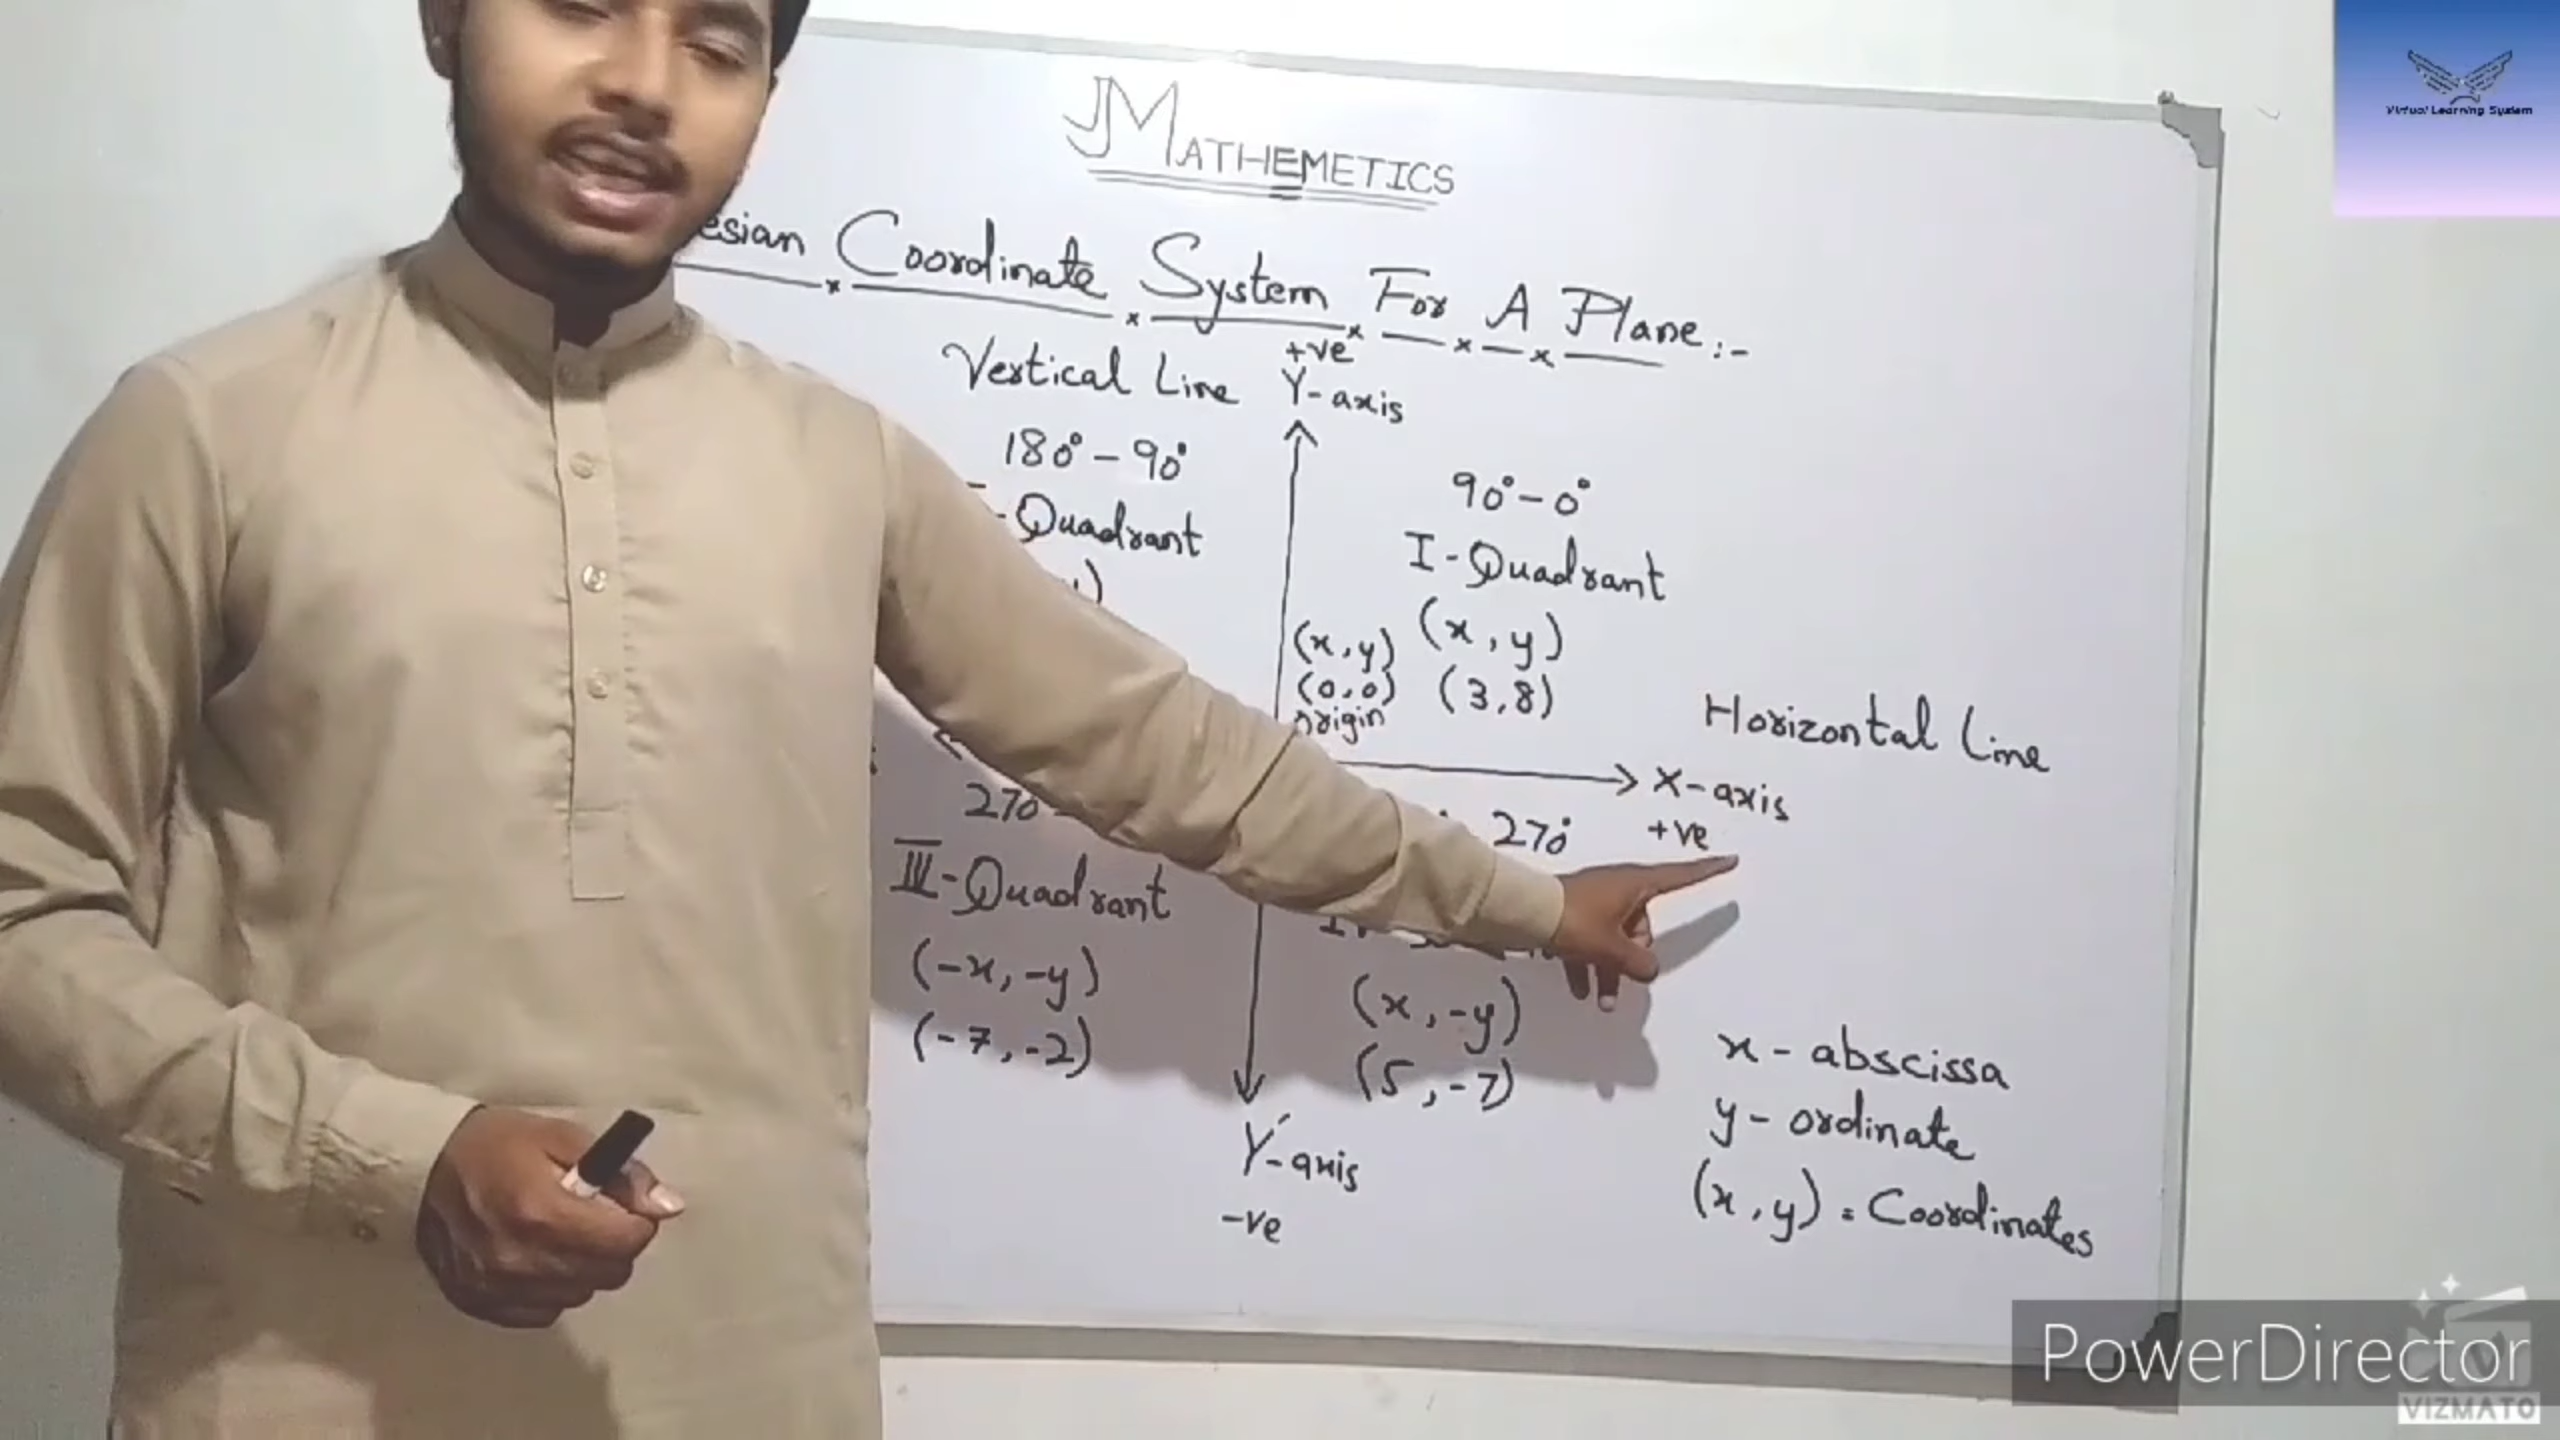 Virtual Learning System
MATHEMETICS
Coordinate System For A Plane:-
Vertical Line
+ve
Y-axis
180° - 90°
90° - 0°
-Quadrant
I-Quadrant
(x, y)
(x, y)
(0,0)
(3,8)
origin
Horizontal Line
X-axis
+ve
270
270°
III-Quadrant
(-x, -y)
(x, -y)
(-7, -2)
(5, -7)
x - abscissa
y - ordinate
(x, y) = Coordinates
Y'-axis
-ve
PowerDirector
VIZMATO